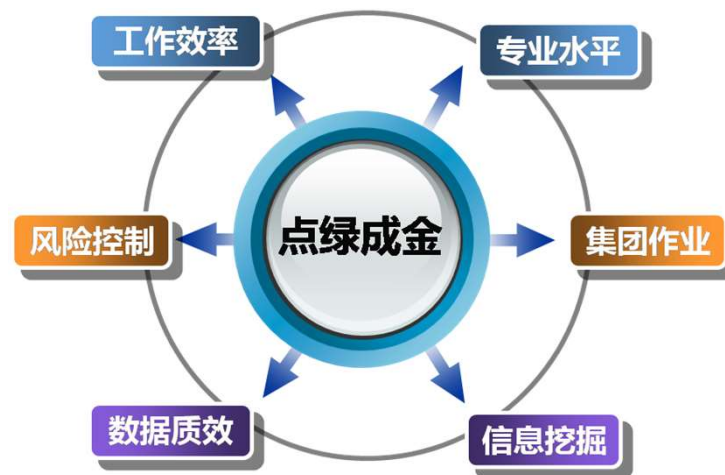 工作效率
专业水平
风险控制
点绿成金
集团作业
数据质效
信息挖掘